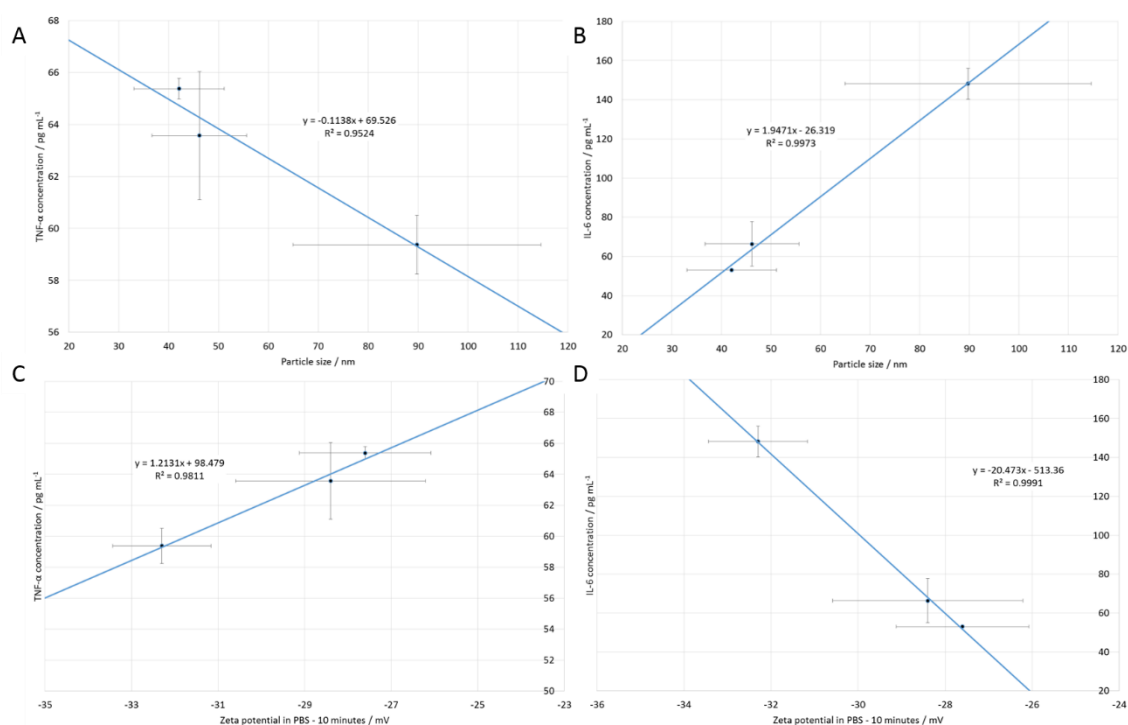 A
68
66
64
62
60
58
56
TNF-α concentration / pg mL⁻¹
y = -0.1138x + 69.526
R² = 0.9524
20 30 40 50 60 70 80 90 100 110 120
Particle size / nm
B
180
160
140
120
100
80
60
40
20
IL-6 concentration / pg mL⁻¹
y = 1.9471x - 26.319
R² = 0.9973
20 30 40 50 60 70 80 90 100 110 120
Particle size / nm
C
TNF-α concentration / pg mL⁻¹
y = 1.2131x + 98.479
R² = 0.9811
70
68
66
64
62
60
58
56
54
52
50
-35 -33 -31 -29 -27 -25 -23
Zeta potential in PBS - 10 minutes / mV
D
IL-6 concentration / pg mL⁻¹
y = -20.473x - 513.36
R² = 0.9991
180
160
140
120
100
80
60
40
20
-36 -34 -32 -30 -28 -26 -24
Zeta potential in PBS - 10 minutes / mV